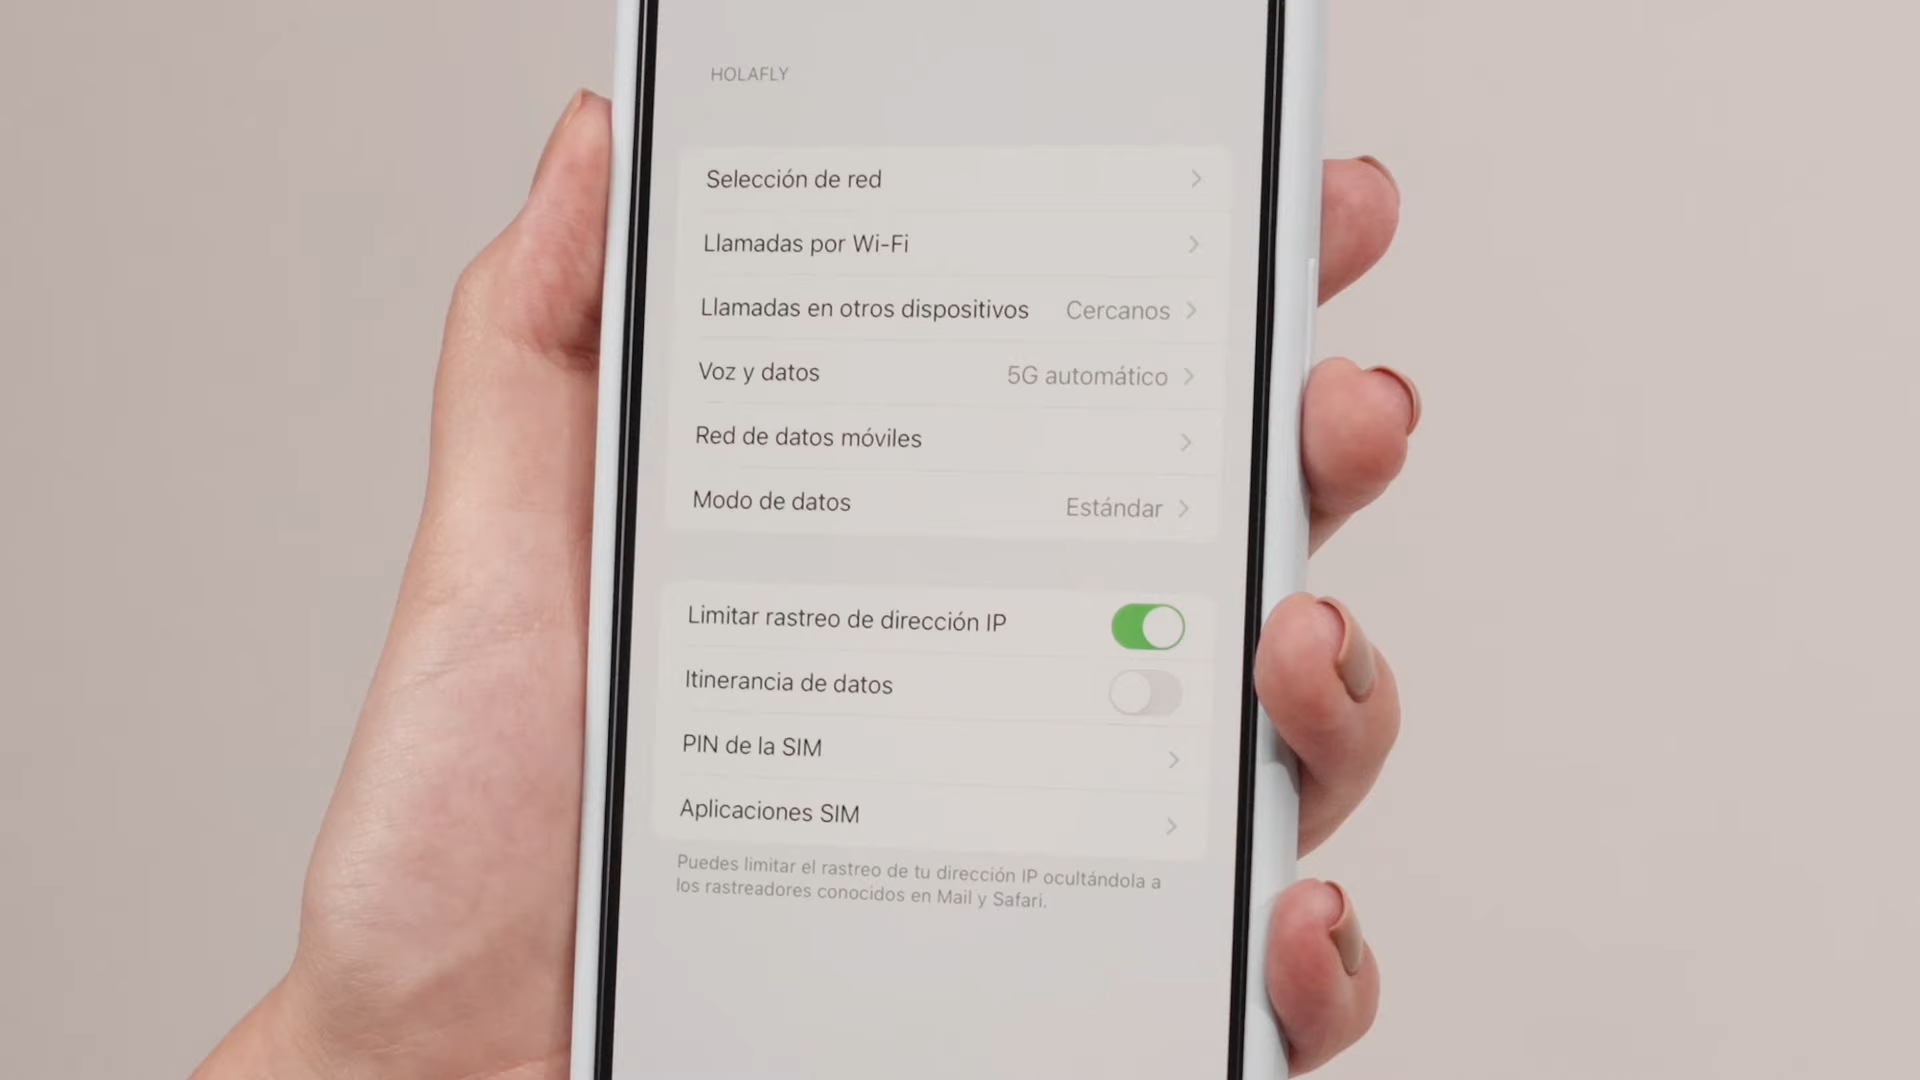 HOLAFLY
Selección de red
Llamadas por Wi-Fi
Llamadas en otros dispositivos Cercanos
Voz y datos 5G automático
Red de datos móviles
Modo de datos Estándar
Limitar rastreo de dirección IP
Itinerancia de datos
PIN de la SIM
Aplicaciones SIM
Puedes limitar el rastreo de tu dirección IP ocultándola a
los rastreadores conocidos en Mail y Safari.